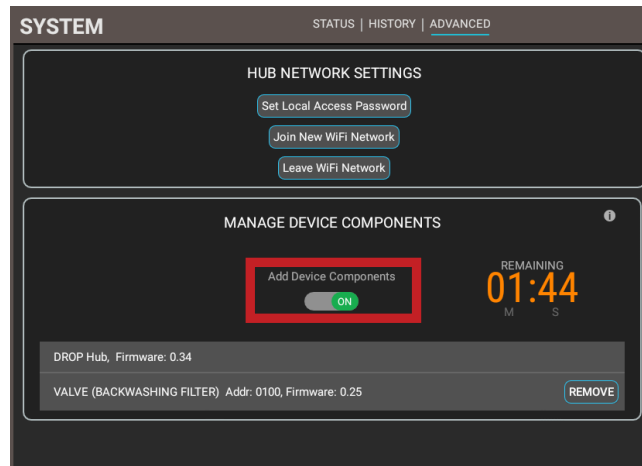 SYSTEM
STATUS | HISTORY | ADVANCED
HUB NETWORK SETTINGS
Set Local Access Password
Join New WiFi Network
Leave WiFi Network
MANAGE DEVICE COMPONENTS
i
Add Device Components
ON
REMAINING
01:44
M S
DROP Hub, Firmware: 0.34
VALVE (BACKWASHING FILTER) Addr: 0100, Firmware: 0.25
REMOVE